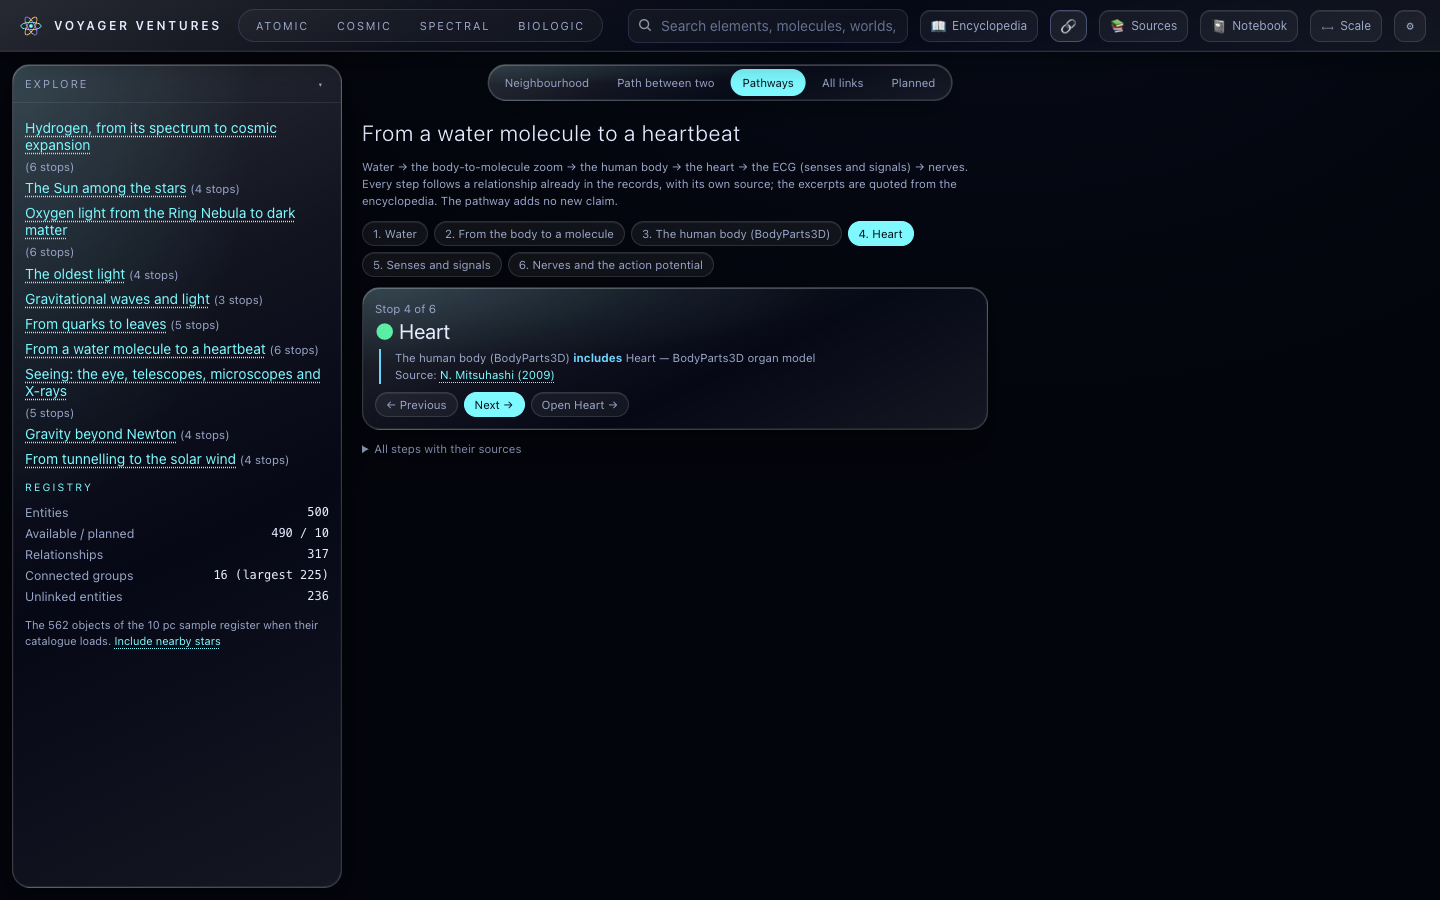 VOYAGER VENTURES
ATOMIC
COSMIC
SPECTRAL
BIOLOGIC
Search elements, molecules, worlds,
Encyclopedia
Sources
Notebook
Scale
EXPLORE
Hydrogen, from its spectrum to cosmic
expansion
(6 stops)
The Sun among the stars (4 stops)
Oxygen light from the Ring Nebula to dark
matter
(6 stops)
The oldest light (4 stops)
Gravitational waves and light (3 stops)
From quarks to leaves (5 stops)
From a water molecule to a heartbeat (6 stops)
Seeing: the eye, telescopes, microscopes and
X-rays
(5 stops)
Gravity beyond Newton (4 stops)
From tunnelling to the solar wind (4 stops)
REGISTRY
Entities 500
Available / planned 490 / 10
Relationships 317
Connected groups 16 (largest 225)
Unlinked entities 236
The 562 objects of the 10 pc sample register when their
catalogue loads. Include nearby stars
Neighbourhood
Path between two
Pathways
All links
Planned
From a water molecule to a heartbeat
Water → the body-to-molecule zoom → the human body → the heart → the ECG (senses and signals) → nerves.
Every step follows a relationship already in the records, with its own source; the excerpts are quoted from the
encyclopedia. The pathway adds no new claim.
1. Water
2. From the body to a molecule
3. The human body (BodyParts3D)
4. Heart
5. Senses and signals
6. Nerves and the action potential
Stop 4 of 6
Heart
The human body (BodyParts3D) includes Heart — BodyParts3D organ model
Source: N. Mitsuhashi (2009)
← Previous
Next →
Open Heart →
▶ All steps with their sources